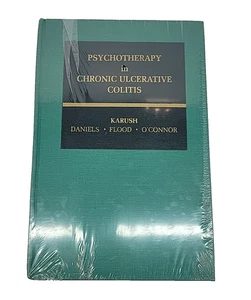 PSYCHOTHERAPY
in
CHRONIC ULCERATIVE
COLITIS
KARUSH
DANIELS • FLOOD • O'CONNOR